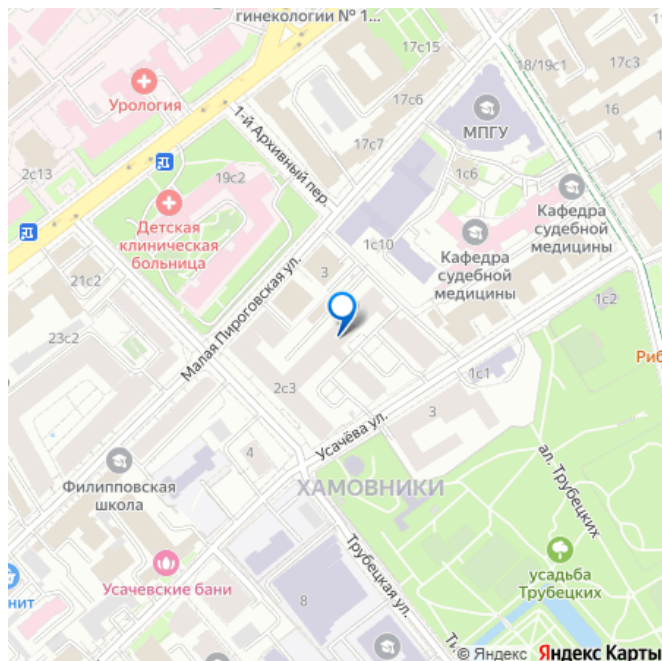 гинекологии № 1...
17с15
18/19с1
17с3
Урология
17с6
МПГУ
16
1-й Архивный пер.
17с7
2с13
19с2
1с6
Детская
клиническая
больница
Кафедра
судебной
медицины
1с10
Кафедра
судебной
медицины
3
21с2
Малая Пироговская ул.
1с2
23с2
Риб
1с1
2с3
3
Усачёва ул.
4
ал. Трубецких
Филипповская
школа
ХАМОВНИКИ
Трубецкая ул.
усадьба
Трубецких
Усачевские бани
нит
8
© Яндекс Яндекс Карты